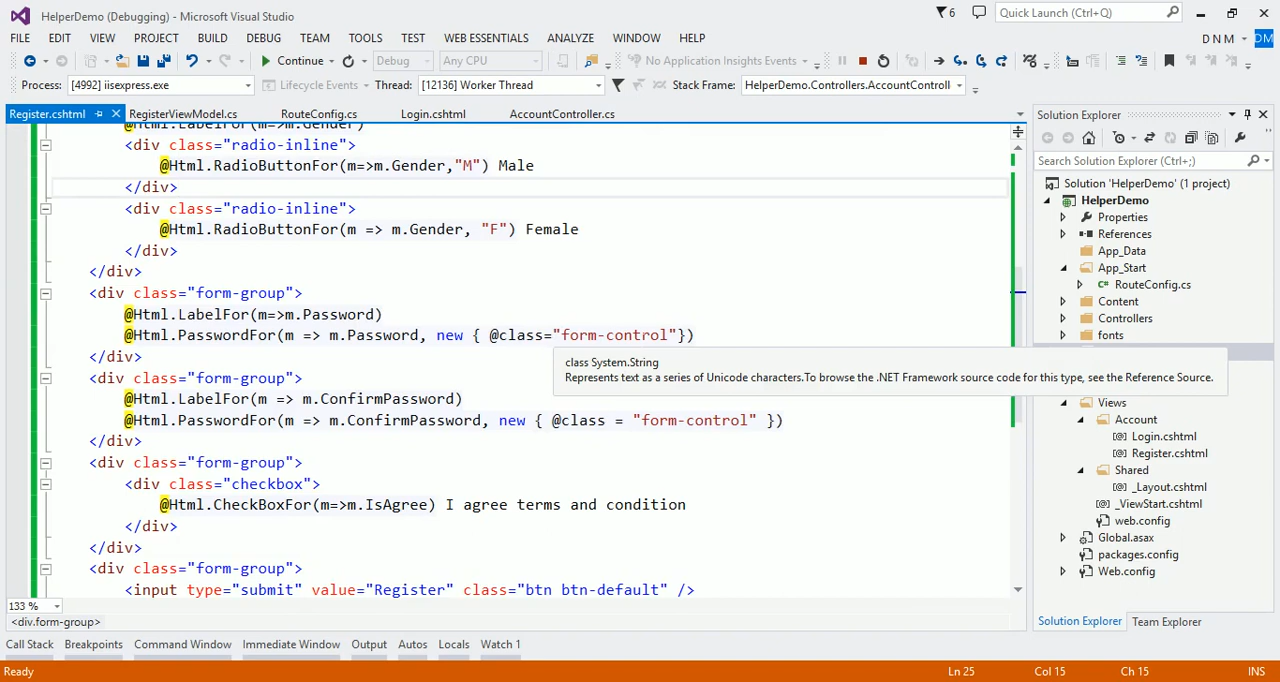 HelperDemo (Debugging) - Microsoft Visual Studio
6
Quick Launch (Ctrl+Q)
FILE EDIT VIEW PROJECT BUILD DEBUG TEAM TOOLS TEST WEB ESSENTIALS ANALYZE WINDOW HELP
D N M
DM
Continue Debug Any CPU No Application Insights Events
Process: [4992] iisexpress.exe Lifecycle Events Thread: [12136] Worker Thread Stack Frame: HelperDemo.Controllers.AccountControll
Register.cshtml RegisterViewModel.cs RouteConfig.cs Login.cshtml AccountController.cs
@Html.LabelFor(m=>m.Gender)
<div class="radio-inline">
@Html.RadioButtonFor(m=>m.Gender,"M") Male
</div>
<div class="radio-inline">
@Html.RadioButtonFor(m => m.Gender, "F") Female
</div>
</div>
<div class="form-group">
@Html.LabelFor(m=>m.Password)
@Html.PasswordFor(m => m.Password, new { @class="form-control"})
</div>
class System.String
Represents text as a series of Unicode characters.To browse the .NET Framework source code for this type, see the Reference Source.
<div class="form-group">
@Html.LabelFor(m => m.ConfirmPassword)
@Html.PasswordFor(m => m.ConfirmPassword, new { @class = "form-control" })
</div>
<div class="form-group">
<div class="checkbox">
@Html.CheckBoxFor(m=>m.IsAgree) I agree terms and condition
</div>
</div>
<div class="form-group">
<input type="submit" value="Register" class="btn btn-default" />
133 %
<div.form-group>
Solution Explorer
Search Solution Explorer (Ctrl+;)
Solution 'HelperDemo' (1 project)
HelperDemo
Properties
References
App_Data
App_Start
RouteConfig.cs
Content
Controllers
fonts
Views
Account
Login.cshtml
Register.cshtml
Shared
_Layout.cshtml
_ViewStart.cshtml
web.config
Global.asax
packages.config
Web.config
Solution Explorer Team Explorer
Call Stack Breakpoints Command Window Immediate Window Output Autos Locals Watch 1
Ready Ln 25 Col 15 Ch 15 INS